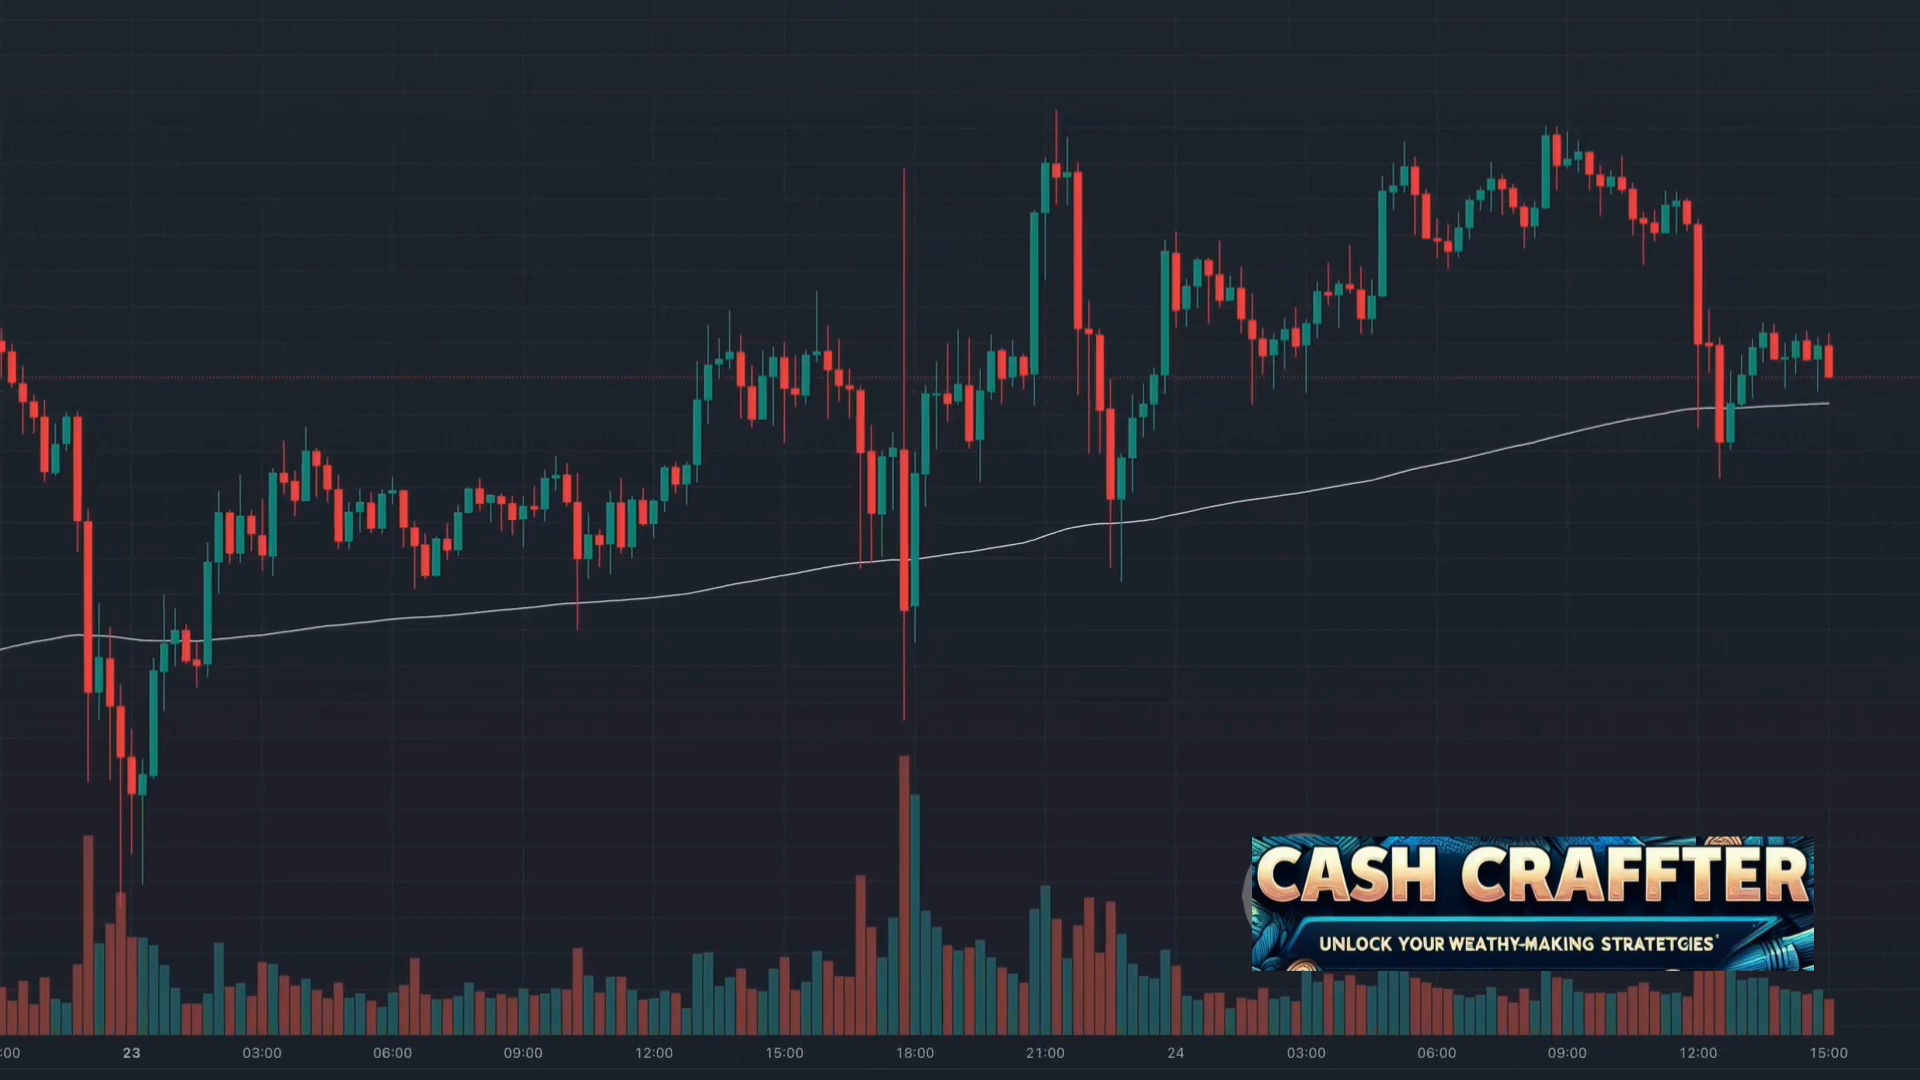 CASH CRAFFTER
UNLOCK YOUR WEATHY-MAKING STRATETGIES'
:00 23 03:00 06:00 09:00 12:00 15:00 18:00 21:00 24 03:00 06:00 09:00 12:00 15:00